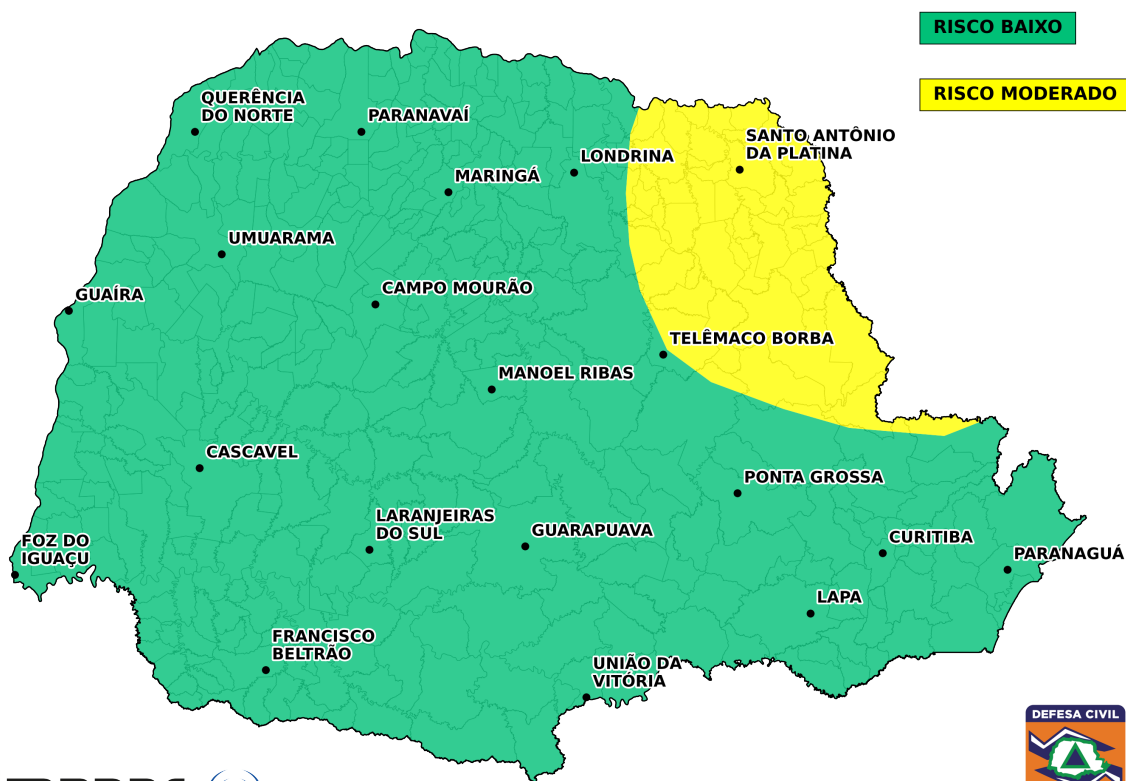 RISCO BAIXO
RISCO MODERADO
QUERÊNCIA
DO NORTE
PARANAVAÍ
SANTO ANTÔNIO
DA PLATINA
LONDRINA
MARINGÁ
UMUARAMA
CAMPO MOURÃO
GUAÍRA
TELÊMACO BORBA
MANOEL RIBAS
CASCAVEL
PONTA GROSSA
LARANJEIRAS
DO SUL
GUARAPUAVA
CURITIBA
FOZ DO
IGUAÇU
PARANAGUÁ
LAPA
FRANCISCO
BELTRÃO
UNIÃO DA
VITÓRIA
DEFESA CIVIL